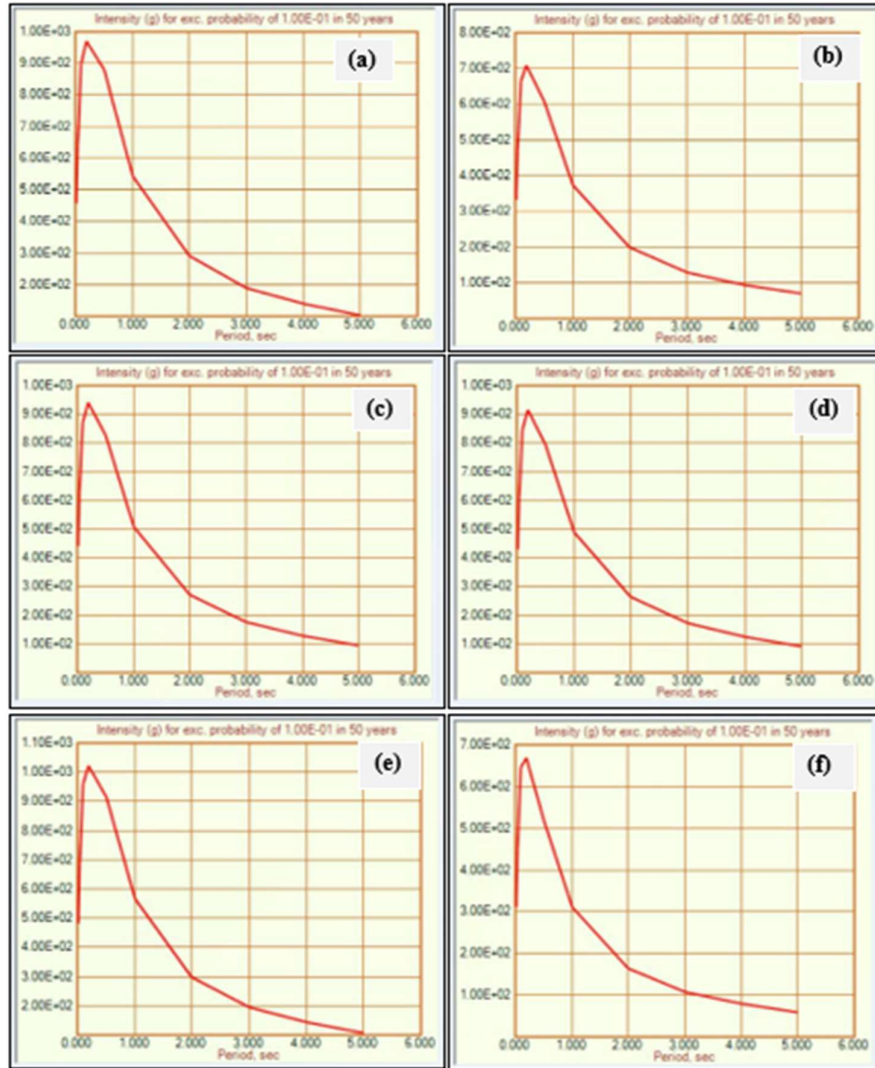 Intensity (g) for exc. probability of 1.00E-01 in 50 years
(a)
1.00E+03
9.00E+02
8.00E+02
7.00E+02
6.00E+02
5.00E+02
4.00E+02
3.00E+02
2.00E+02
0.000 1.000 2.000 3.000 4.000 5.000 6.000
Period, sec
Intensity (g) for exc. probability of 1.00E-01 in 50 years
(b)
8.00E+02
7.00E+02
6.00E+02
5.00E+02
4.00E+02
3.00E+02
2.00E+02
1.00E+02
0.000 1.000 2.000 3.000 4.000 5.000 6.000
Period, sec
Intensity (g) for exc. probability of 1.00E-01 in 50 years
(c)
1.00E+03
9.00E+02
8.00E+02
7.00E+02
6.00E+02
5.00E+02
4.00E+02
3.00E+02
2.00E+02
1.00E+02
0.000 1.000 2.000 3.000 4.000 5.000 6.000
Period, sec
Intensity (g) for exc. probability of 1.00E-01 in 50 years
(d)
1.00E+03
9.00E+02
8.00E+02
7.00E+02
6.00E+02
5.00E+02
4.00E+02
3.00E+02
2.00E+02
1.00E+02
0.000 1.000 2.000 3.000 4.000 5.000 6.000
Period, sec
Intensity (g) for exc. probability of 1.00E-01 in 50 years
(e)
1.10E+03
1.00E+03
9.00E+02
8.00E+02
7.00E+02
6.00E+02
5.00E+02
4.00E+02
3.00E+02
2.00E+02
0.000 1.000 2.000 3.000 4.000 5.000 6.000
Period, sec
Intensity (g) for exc. probability of 1.00E-01 in 50 years
(f)
7.00E+02
6.00E+02
5.00E+02
4.00E+02
3.00E+02
2.00E+02
1.00E+02
0.000 1.000 2.000 3.000 4.000 5.000 6.000
Period, sec